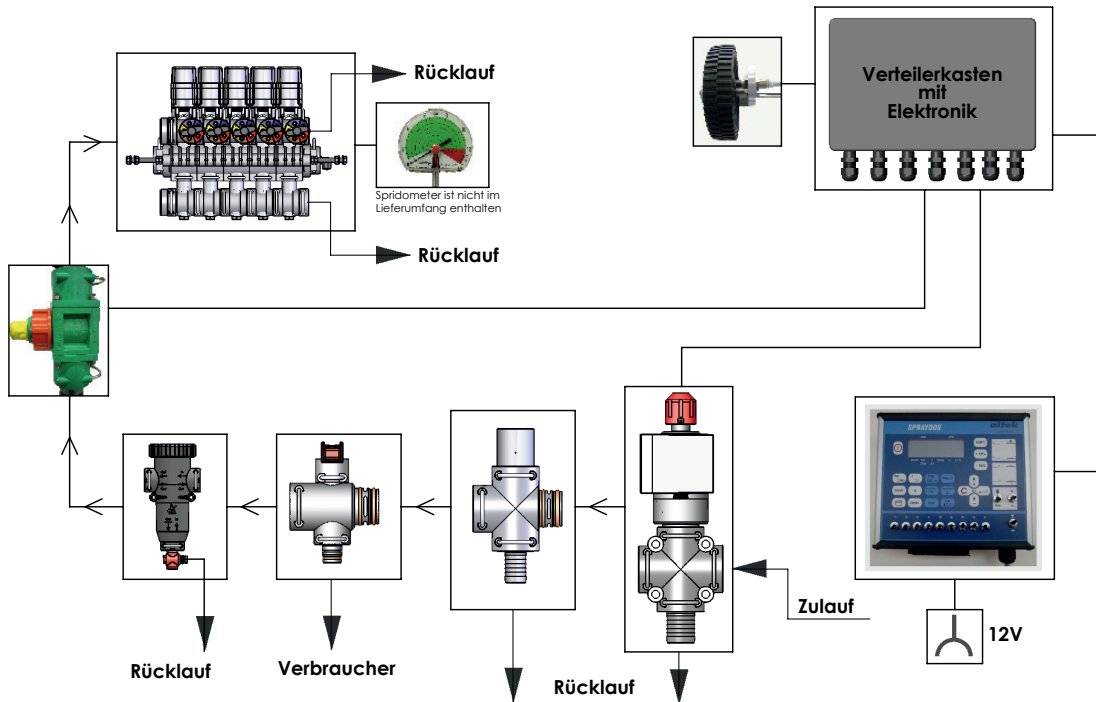 Rücklauf
Verteilerkasten
mit
Elektronik
Spridometer ist nicht im
Lieferumfang enthalten
Rücklauf
SPRAYDOS
altek
Zulauf
12V
Rücklauf
Verbraucher
Rücklauf